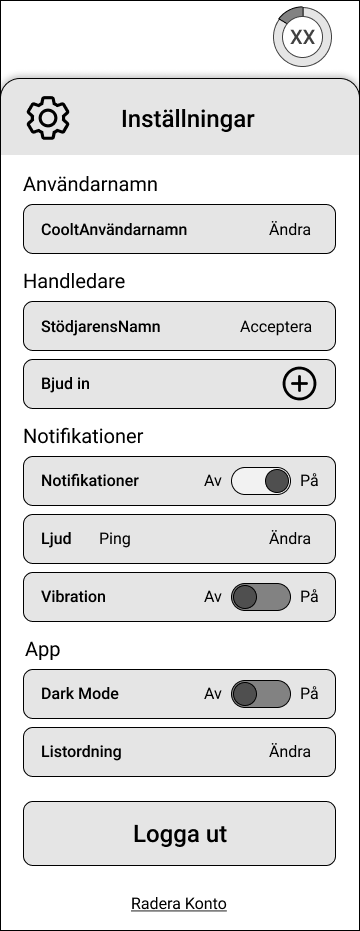 XX
Inställningar
Användarnamn
CooltAnvändarnamn Ändra
Handledare
StödjarensNamn Acceptera
Bjud in
Notifikationer
Notifikationer Av På
Ljud Ping Ändra
Vibration Av På
App
Dark Mode Av På
Listordning Ändra
Logga ut
Radera Konto